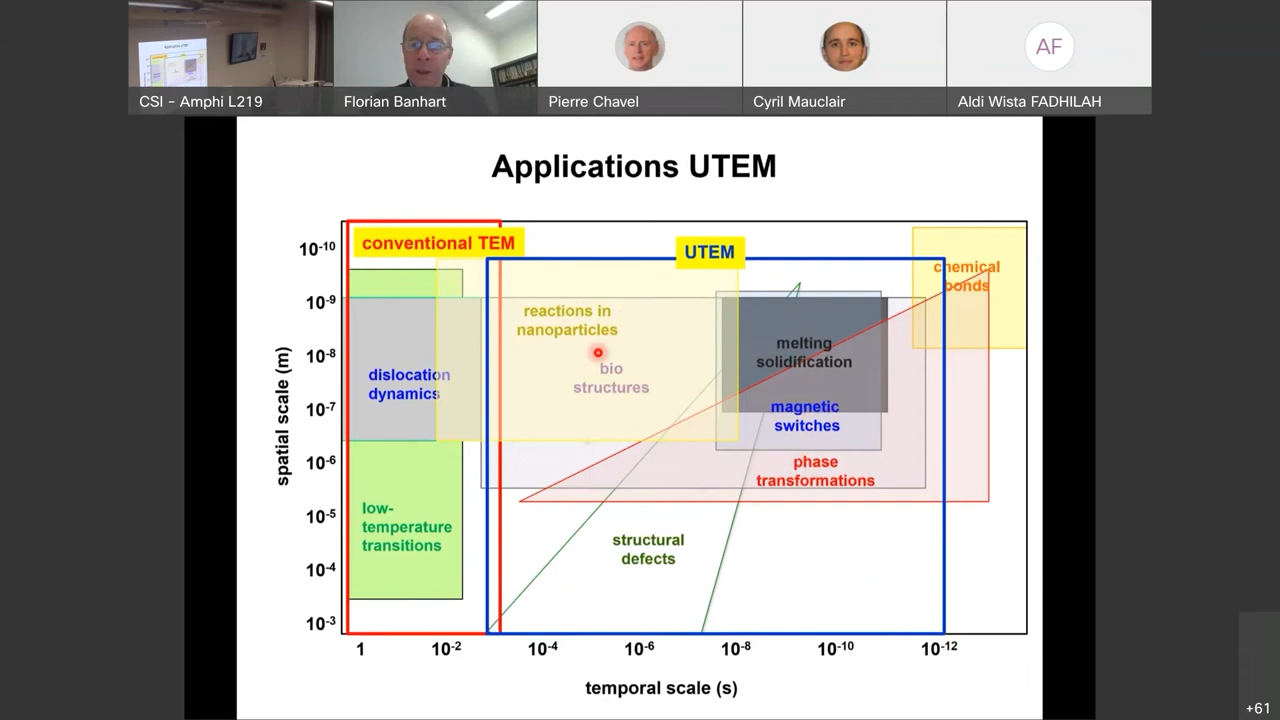 CSI - Amphi L219
Florian Banhart
Pierre Chavel
Cyril Mauclair
AF
Aldi Wista FADHILAH
Applications UTEM
conventional TEM
UTEM
chemical
bonds
reactions in
nanoparticles
bio
structures
melting
solidification
dislocation
dynamics
magnetic
switches
phase
transformations
low-
temperature
transitions
structural
defects
spatial scale (m)
10-10
10-9
10-8
10-7
10-6
10-5
10-4
10-3
1
10-2
10-4
10-6
10-8
10-10
10-12
temporal scale (s)
+61